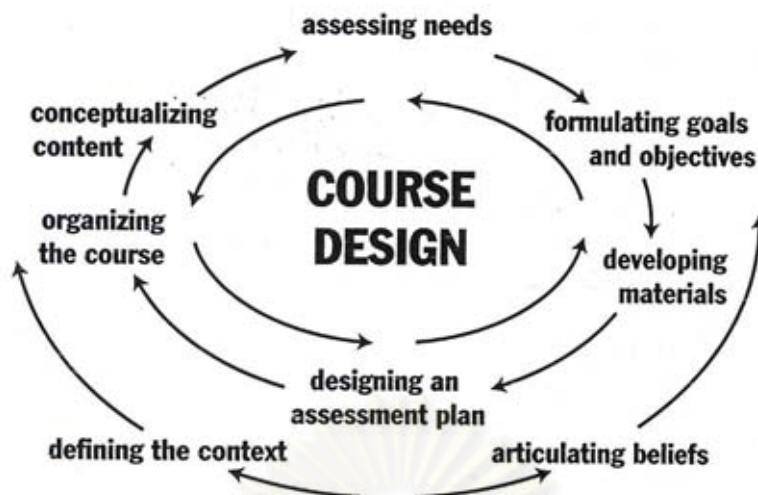 assessing needs
conceptualizing
content
formulating goals
and objectives
COURSE
DESIGN
organizing
the course
developing
materials
designing an
assessment plan
defining the context
articulating beliefs